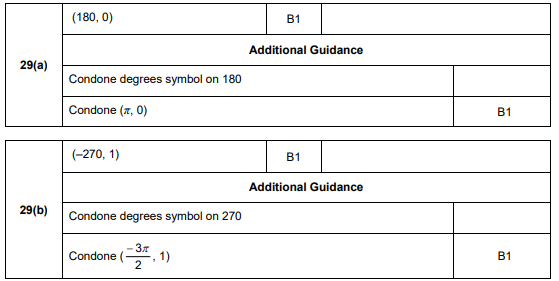 29(a)
(180, 0) B1
Additional Guidance
Condone degrees symbol on 180
Condone (π, 0) B1
29(b)
(–270, 1) B1
Additional Guidance
Condone degrees symbol on 270
Condone (−3π/2, 1) B1